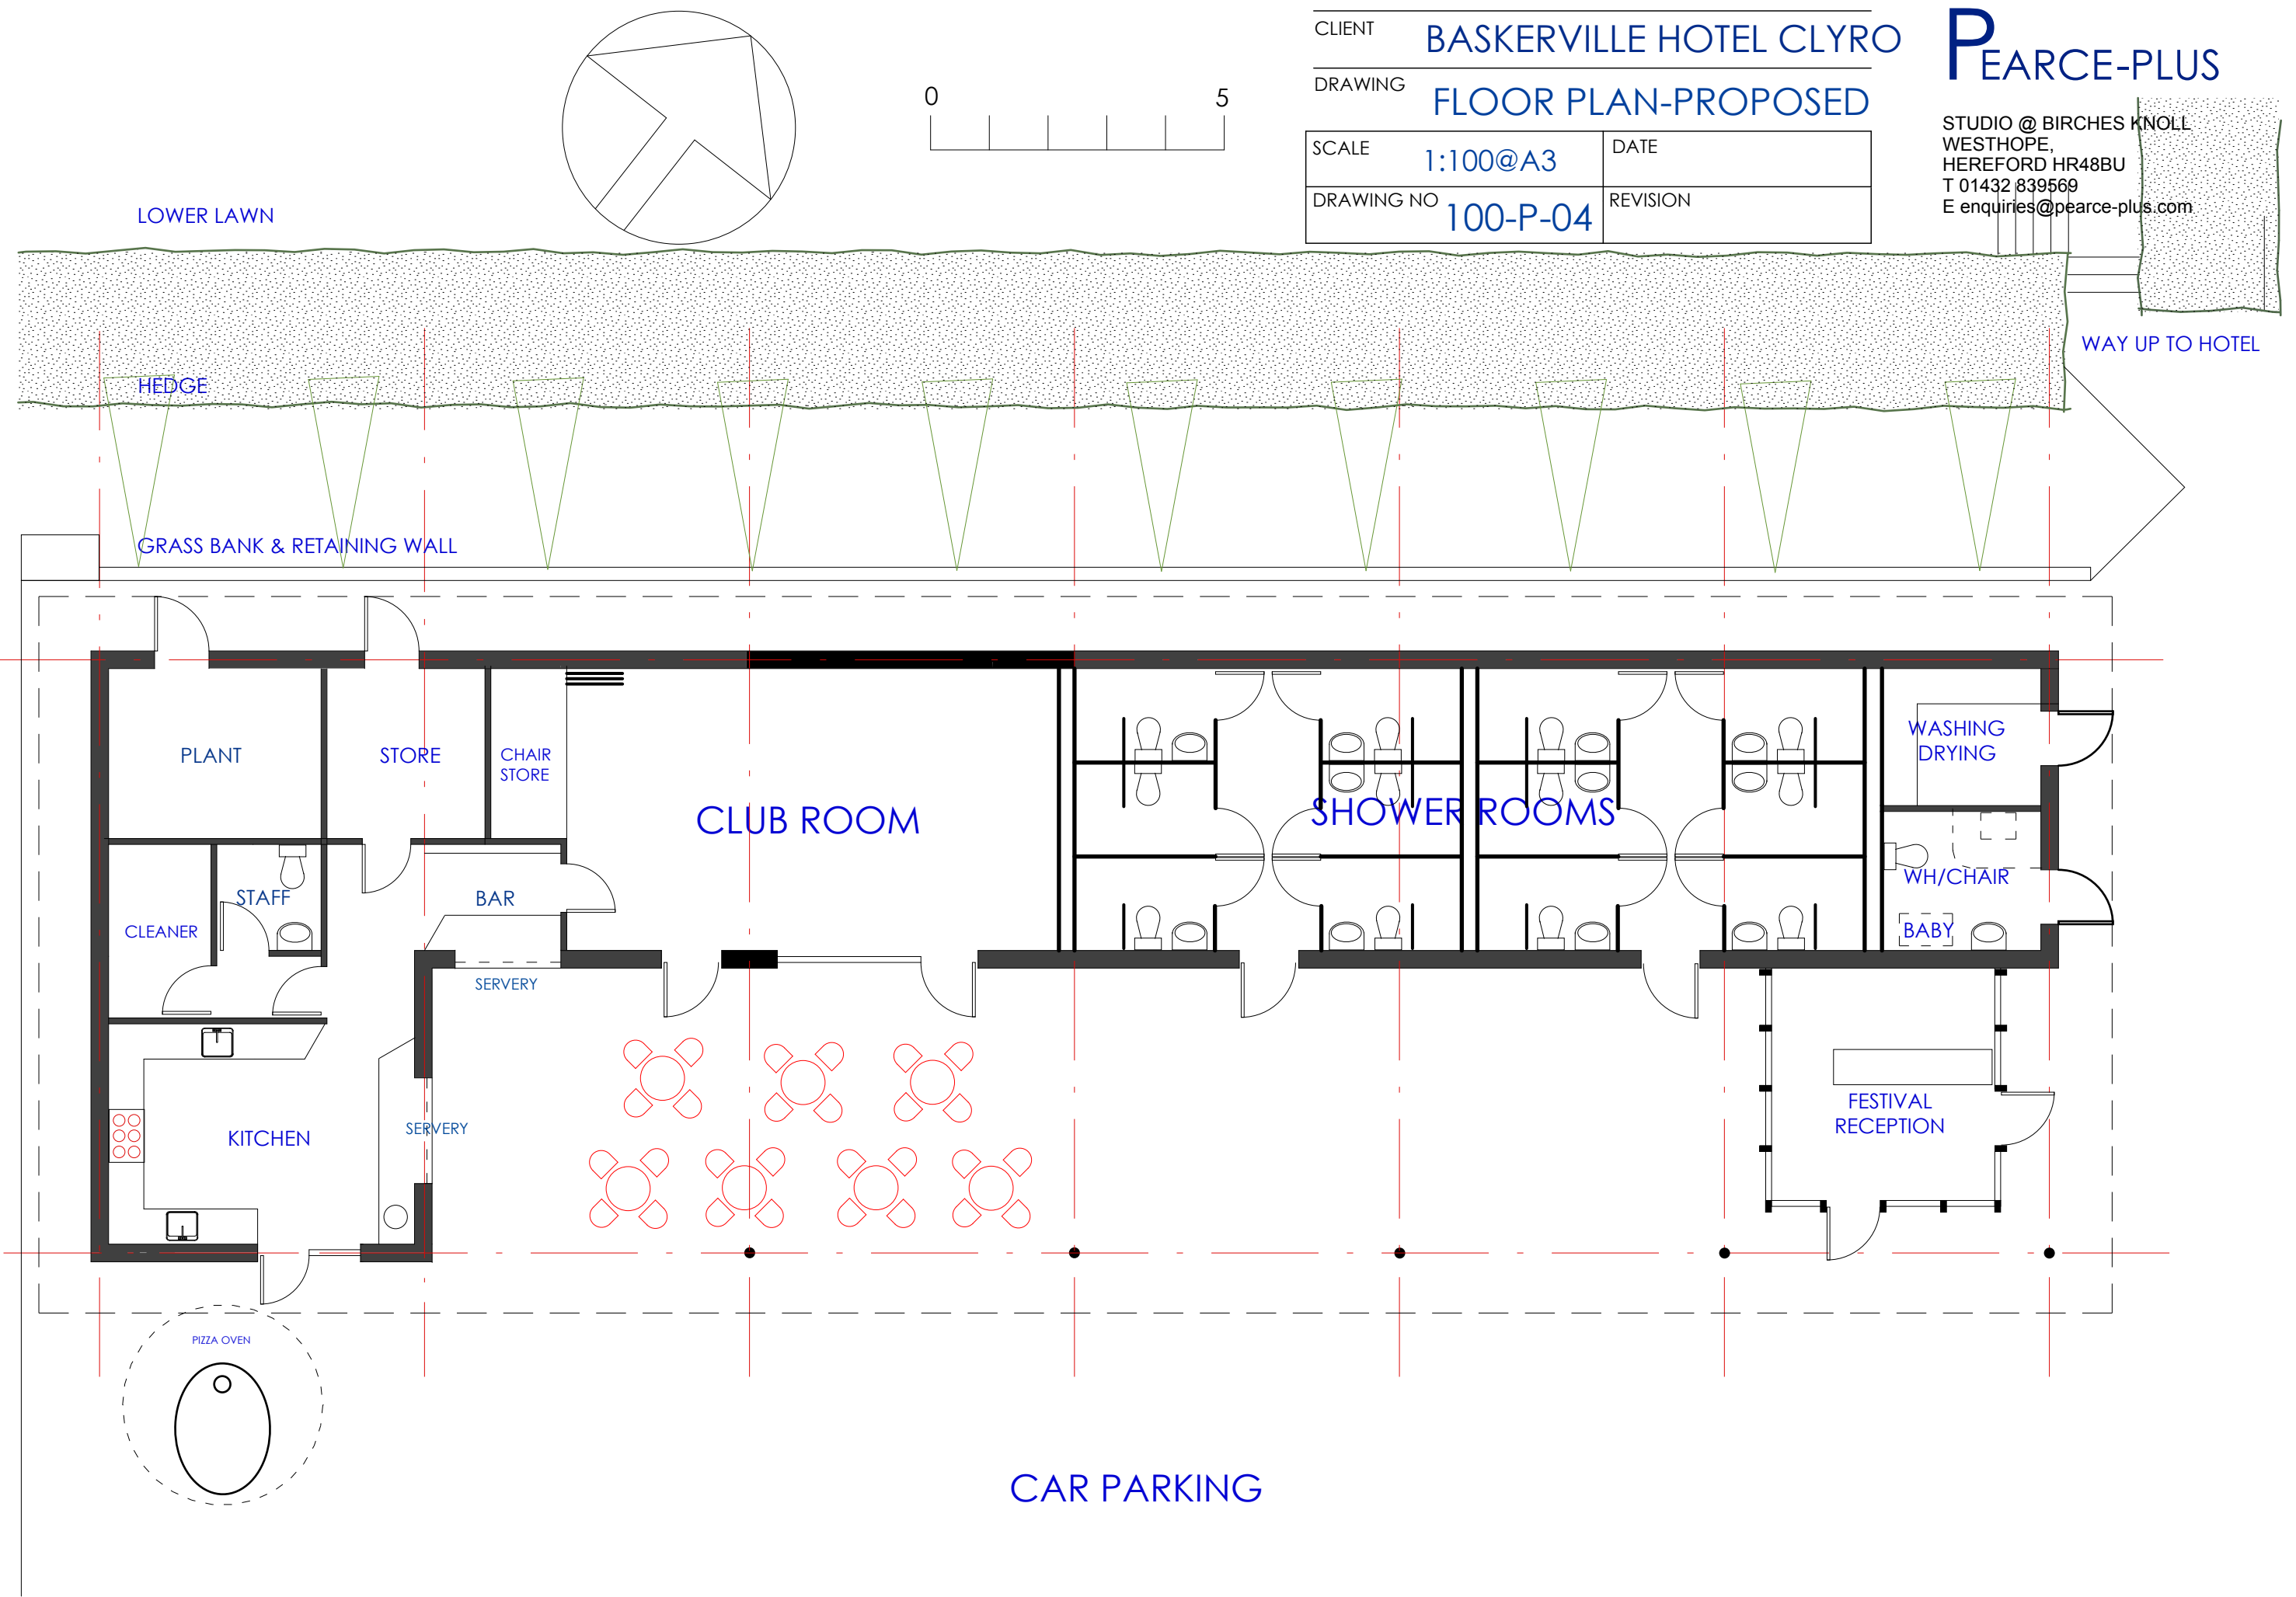 CLIENT
BASKERVILLE HOTEL CLYRO
DRAWING
FLOOR PLAN-PROPOSED
SCALE
1:100@A3
DATE
DRAWING NO
100-P-04
REVISION
PEARCE-PLUS
STUDIO @ BIRCHES KNOLL
WESTHOPE,
HEREFORD HR48BU
T 01432 839569
E enquiries@pearce-plus.com
0
5
LOWER LAWN
HEDGE
WAY UP TO HOTEL
GRASS BANK & RETAINING WALL
PLANT
STORE
CHAIR
STORE
CLUB ROOM
SHOWER ROOMS
WASHING
DRYING
WH/CHAIR
BABY
STAFF
CLEANER
BAR
SERVERY
KITCHEN
SERVERY
FESTIVAL
RECEPTION
PIZZA OVEN
CAR PARKING